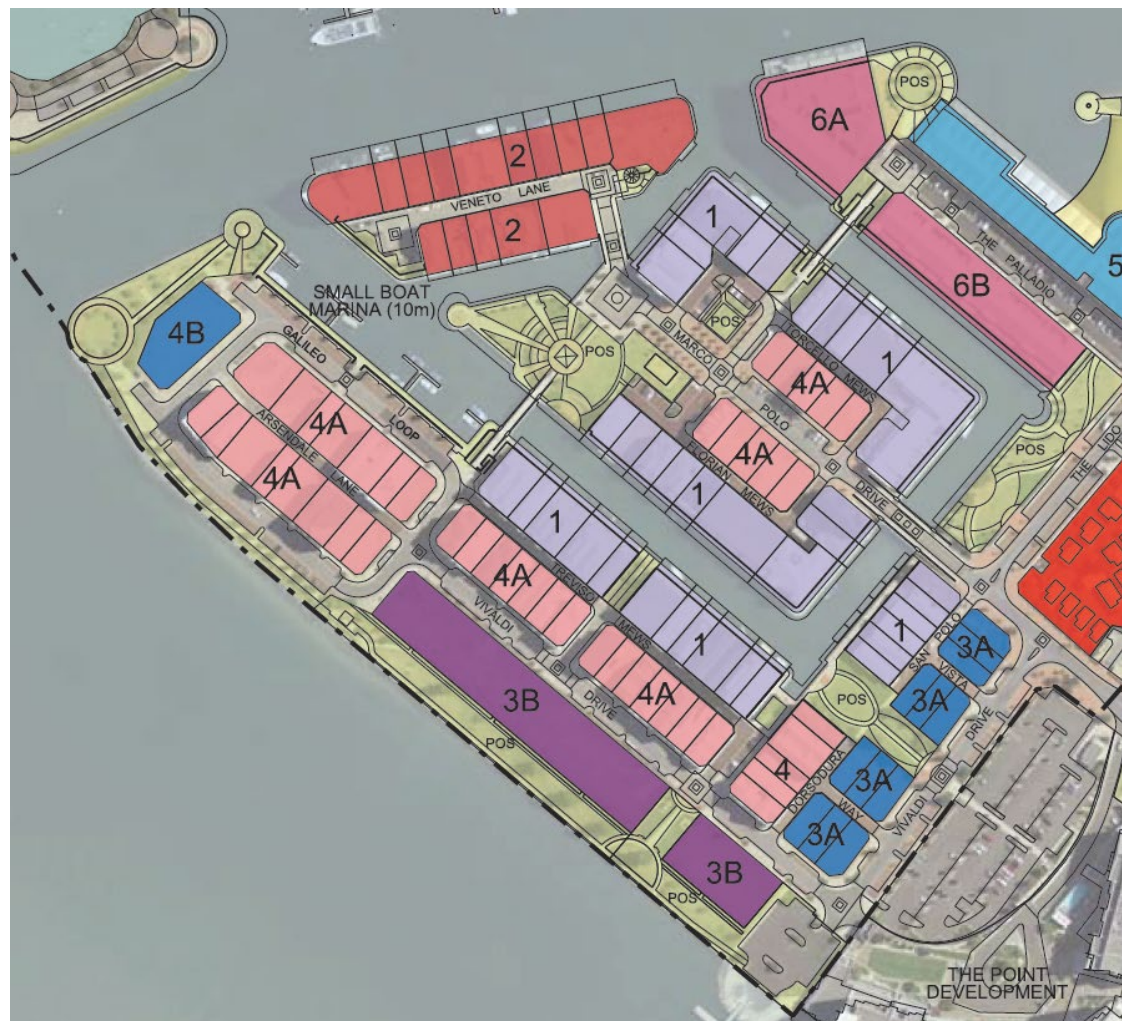 POS
6A
2
VENETO LANE
2
1
THE PALLADIO
5
6B
SMALL BOAT
MARINA (10m)
4B
GALILEO
LOOP
POS
MARCO
POLO
DRIVE
POS
TORCELLO MEWS
1
4A
4A
FLORIAN MEWS
1
POS
THE LIDO
4A
ARSENDALE LANE
4A
1
TREVISO
MEWS
4A
VIVALDI
DRIVE
1
4A
1
SAN POLO
VISTA
3A
3A
POS
3B
POS
4
DORSODURA
WAY
3A
3A
VIVALDI
DRIVE
3B
POS
THE POINT
DEVELOPMENT